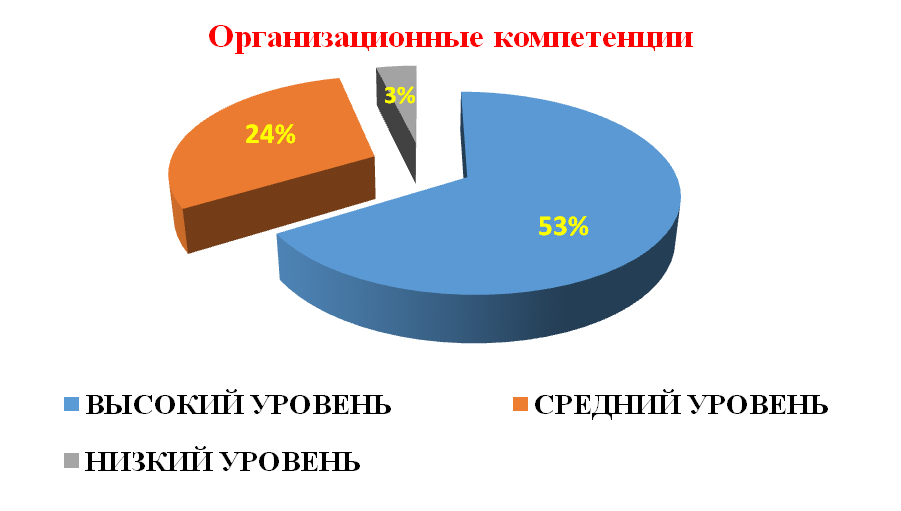 Организационные компетенции
3%
24%
53%
ВЫСОКИЙ УРОВЕНЬ
СРЕДНИЙ УРОВЕНЬ
НИЗКИЙ УРОВЕНЬ